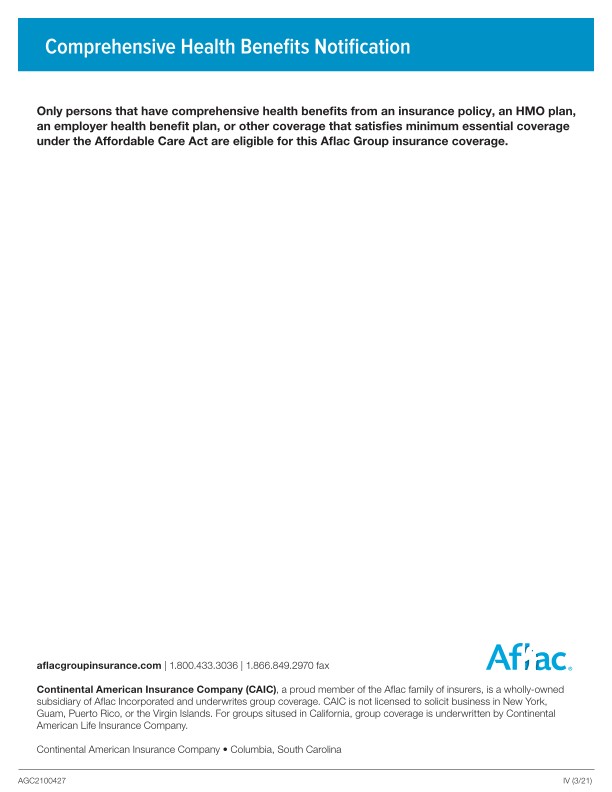 Comprehensive Health Benefits Notification
Only persons that have comprehensive health benefits from an insurance policy, an HMO plan,
an employer health benefit plan, or other coverage that satisfies minimum essential coverage
under the Affordable Care Act are eligible for this Aflac Group insurance coverage.
Aflac®
aflacgroupinsurance.com | 1.800.433.3036 | 1.866.849.2970 fax
Continental American Insurance Company (CAIC), a proud member of the Aflac family of insurers, is a wholly-owned
subsidiary of Aflac Incorporated and underwrites group coverage. CAIC is not licensed to solicit business in New York,
Guam, Puerto Rico, or the Virgin Islands. For groups sitused in California, group coverage is underwritten by Continental
American Life Insurance Company.
Continental American Insurance Company • Columbia, South Carolina
AGC2100427
IV (3/21)